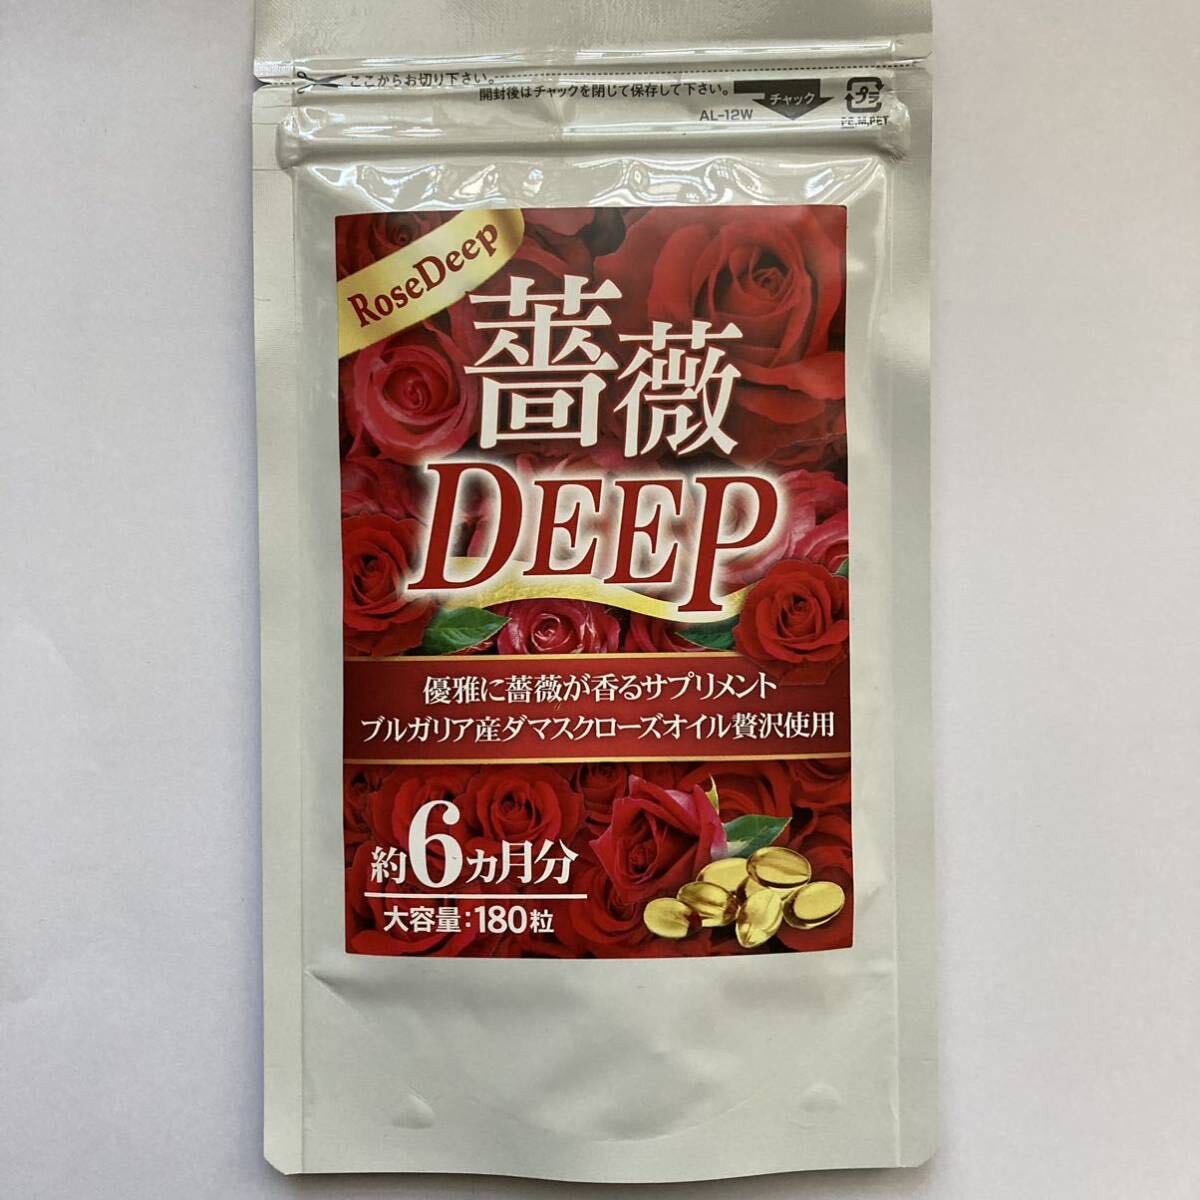 ここからお切り下さい。
開封後はチャックを閉じて保存して下さい。
チャック
プラ
AL-12W
PE,M,PET
RoseDeep
薔薇
DEEP
優雅に薔薇が香るサプリメント
ブルガリア産ダマスクローズオイル贅沢使用
約6カ月分
大容量:180粒